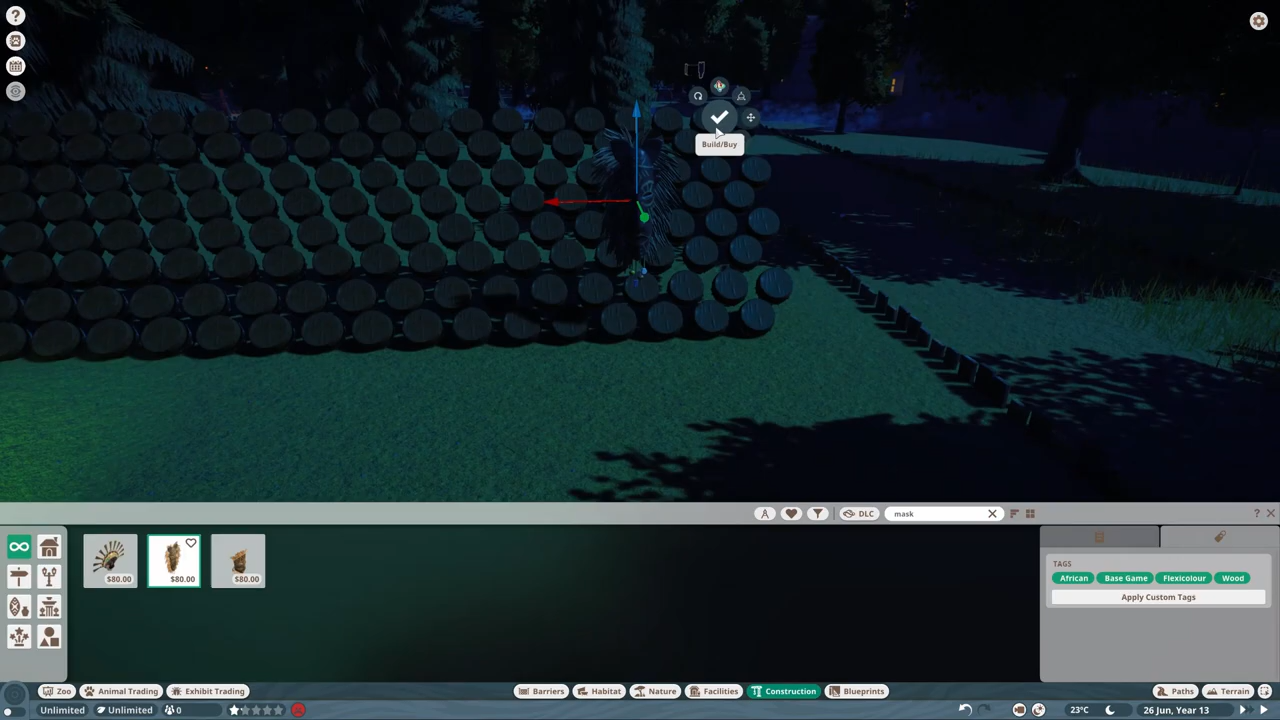 ?
Build/Buy
DLC
mask
?
$80.00
$80.00
$80.00
TAGS
African
Base Game
Flexicolour
Wood
Apply Custom Tags
Zoo
Animal Trading
Exhibit Trading
Barriers
Habitat
Nature
Facilities
Construction
Blueprints
Paths
Terrain
Unlimited
Unlimited
0
23°C
26 Jun, Year 13